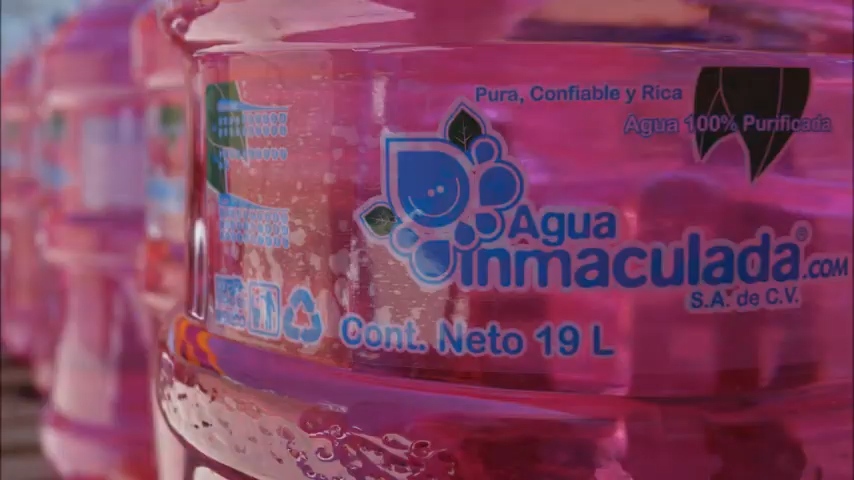 Pura, Confiable y Rica
Agua 100% Purificada
Agua
inmaculada®.COM
S.A. de C.V.
Cont. Neto 19 L